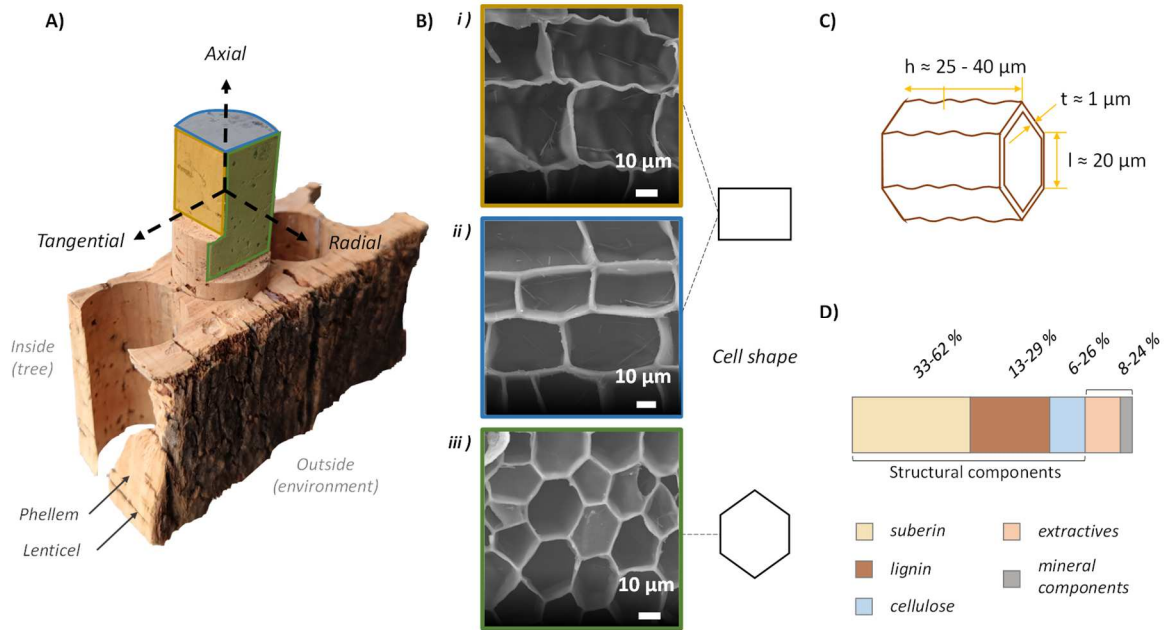 A)
Axial
Tangential
Radial
Inside
(tree)
Outside
(environment)
Phellem
Lenticel
B)
i )
10 µm
ii )
10 µm
iii )
10 µm
Cell shape
C)
h ≈ 25 - 40 µm
t ≈ 1 µm
l ≈ 20 µm
D)
33-62 %
13-29 %
6-26 %
8-24 %
Structural components
suberin
lignin
cellulose
extractives
mineral
components